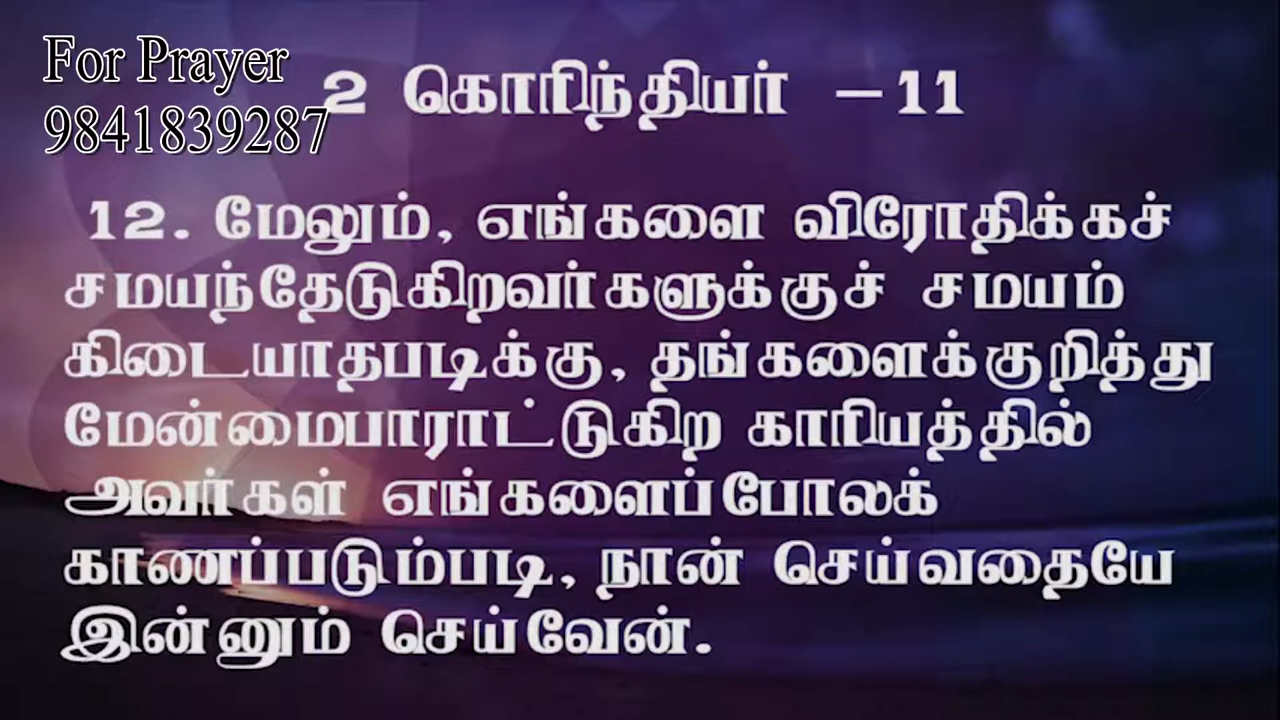 For Prayer
9841839287
2 கொரிந்தியர் – 11
12. மேலும், எங்களை விரோதிக்கச்
சமயந்தேடுகிறவர்களுக்குச் சமயம்
கிடையாதபடிக்கு, தங்களைக்குறித்து
மேன்மைபாராட்டுகிற காரியத்தில்
அவர்கள் எங்களைப்போலக்
காணப்படும்படி, நான் செய்வதையே
இன்னும் செய்வேன்.